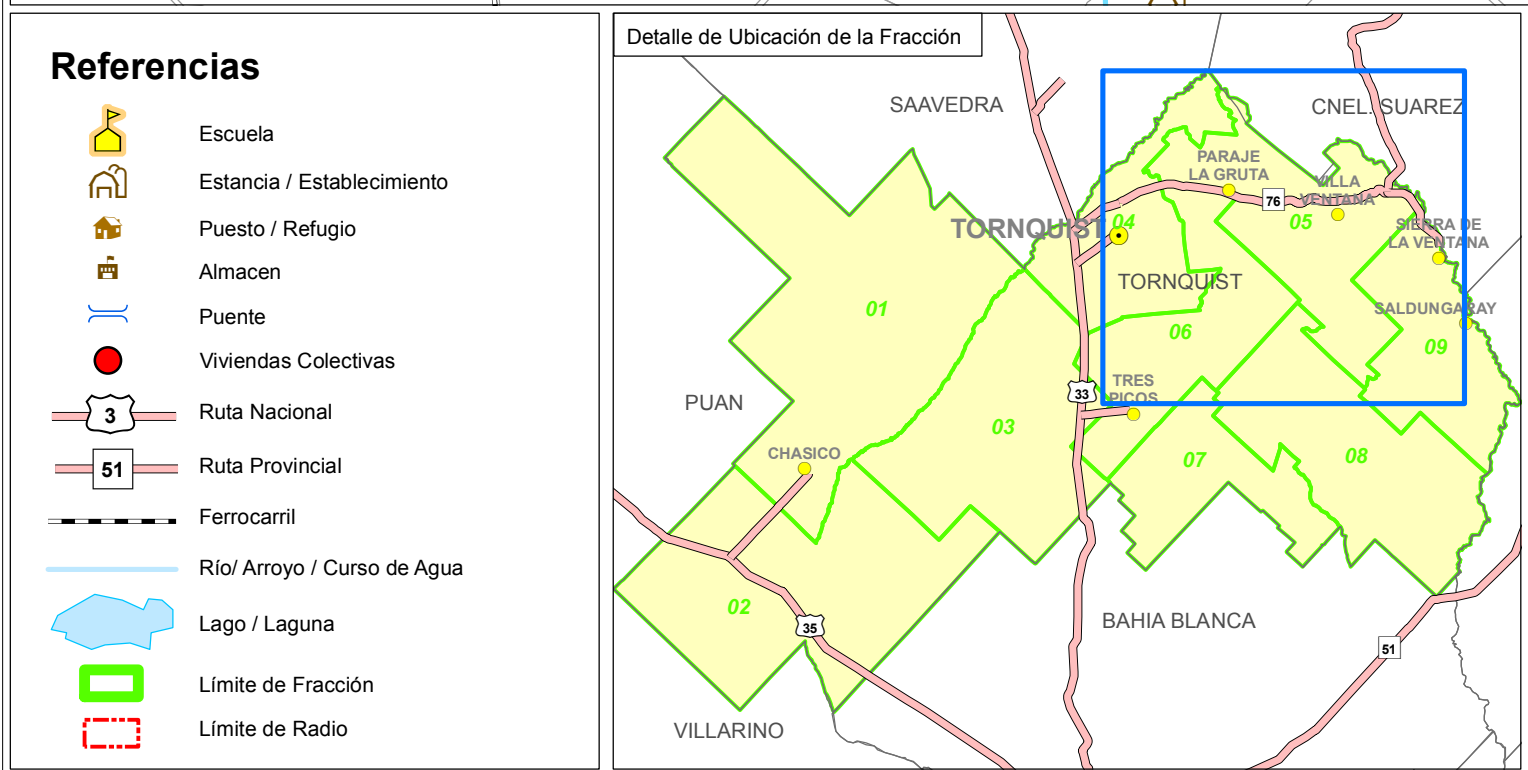 Referencias
Escuela
Estancia / Establecimiento
Puesto / Refugio
Almacen
Puente
Viviendas Colectivas
3
Ruta Nacional
51
Ruta Provincial
Ferrocarril
Río/ Arroyo / Curso de Agua
Lago / Laguna
Límite de Fracción
Límite de Radio
Detalle de Ubicación de la Fracción
SAAVEDRA
CNEL. SUAREZ
PARAJE
LA GRUTA
VILLA
VENTANA
76
04
05
TORNQUIST
SIERRA DE
LA VENTANA
TORNQUIST
01
SALDUNGARAY
06
09
TRES
PICOS
33
PUAN
03
CHASICO
07
08
02
35
BAHIA BLANCA
51
VILLARINO